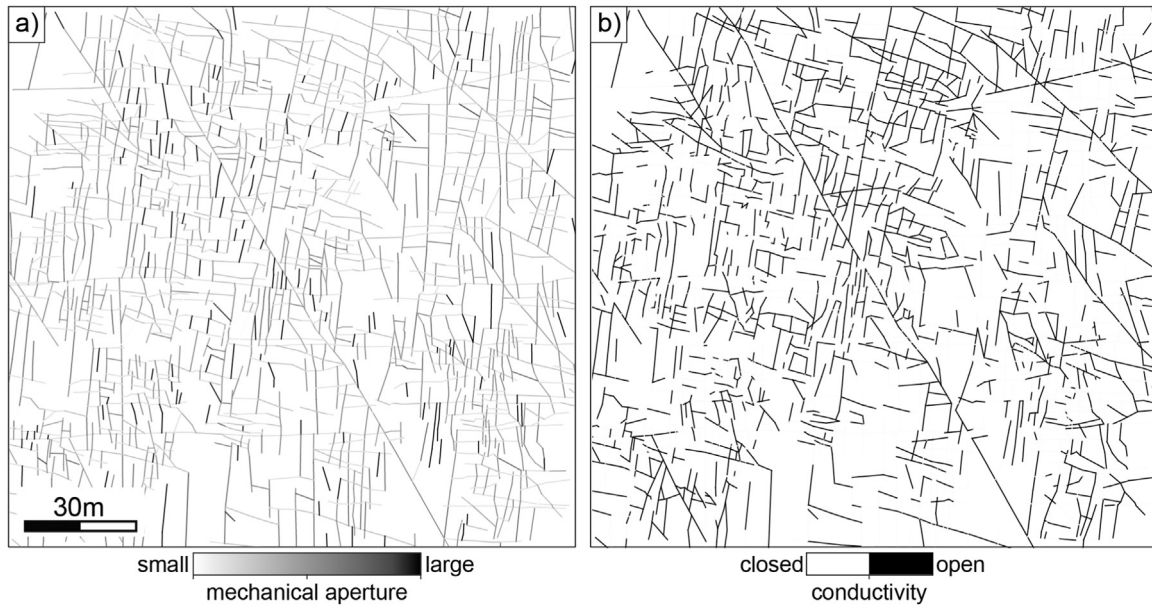 a)
b)
30m
small large
mechanical aperture
closed open
conductivity